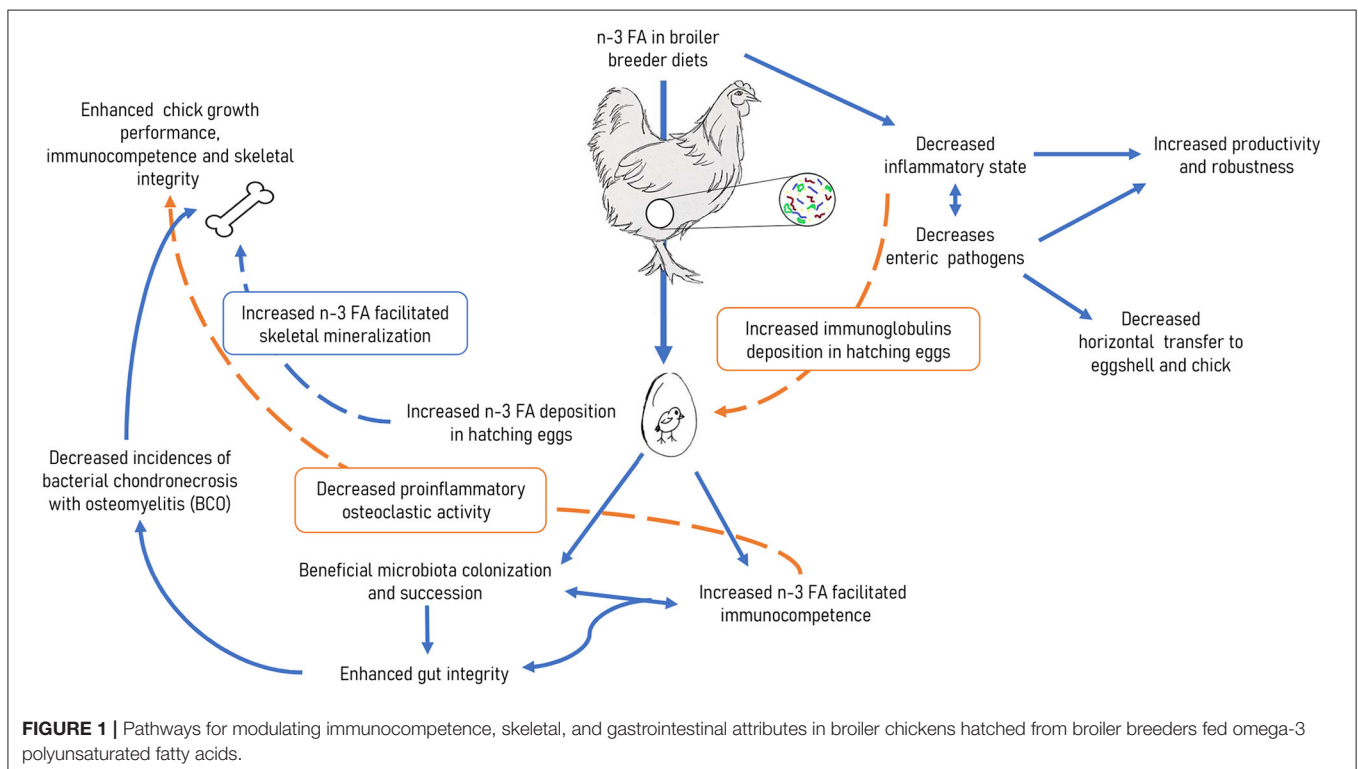 n-3 FA in broiler
breeder diets
Enhanced chick growth
performance,
immunocompetence and skeletal
integrity
Decreased
inflammatory state
Increased productivity
and robustness
Decreases
enteric pathogens
Increased n-3 FA facilitated
skeletal mineralization
Increased immunoglobulins
deposition in hatching eggs
Decreased
horizontal transfer to
eggshell and chick
Increased n-3 FA deposition
in hatching eggs
Decreased incidences of
bacterial chondronecrosis
with osteomyelitis (BCO)
Decreased proinflammatory
osteoclastic activity
Beneficial microbiota colonization
and succession
Increased n-3 FA facilitated
immunocompetence
Enhanced gut integrity
FIGURE 1 | Pathways for modulating immunocompetence, skeletal, and gastrointestinal attributes in broiler chickens hatched from broiler breeders fed omega-3
polyunsaturated fatty acids.